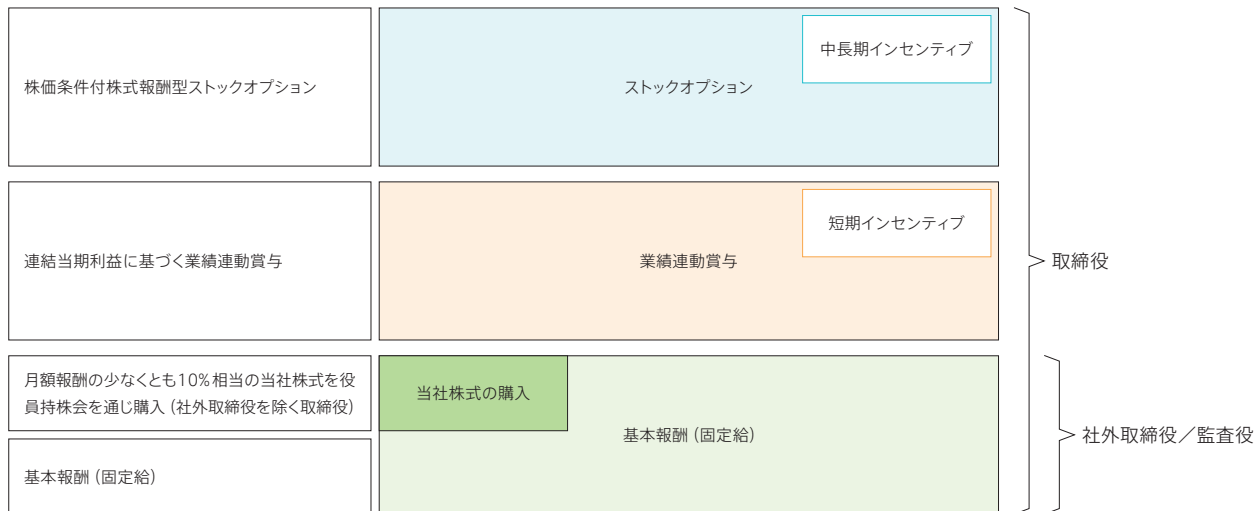 株価条件付株式報酬型ストックオプション
ストックオプション
中長期インセンティブ
連結当期利益に基づく業績連動賞与
業績連動賞与
短期インセンティブ
取締役
月額報酬の少なくとも10%相当の当社株式を役
員持株会を通じ購入（社外取締役を除く取締役）
当社株式の購入
基本報酬（固定給）
基本報酬（固定給）
社外取締役／監査役